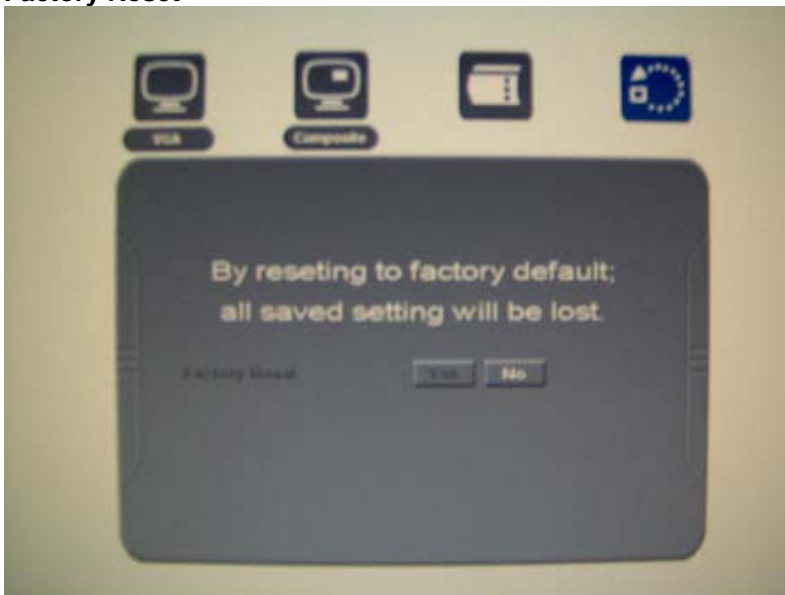 Factory Reset
VGA
Composite
By reseting to factory default;
all saved setting will be lost.
Factory Reset
Yes No